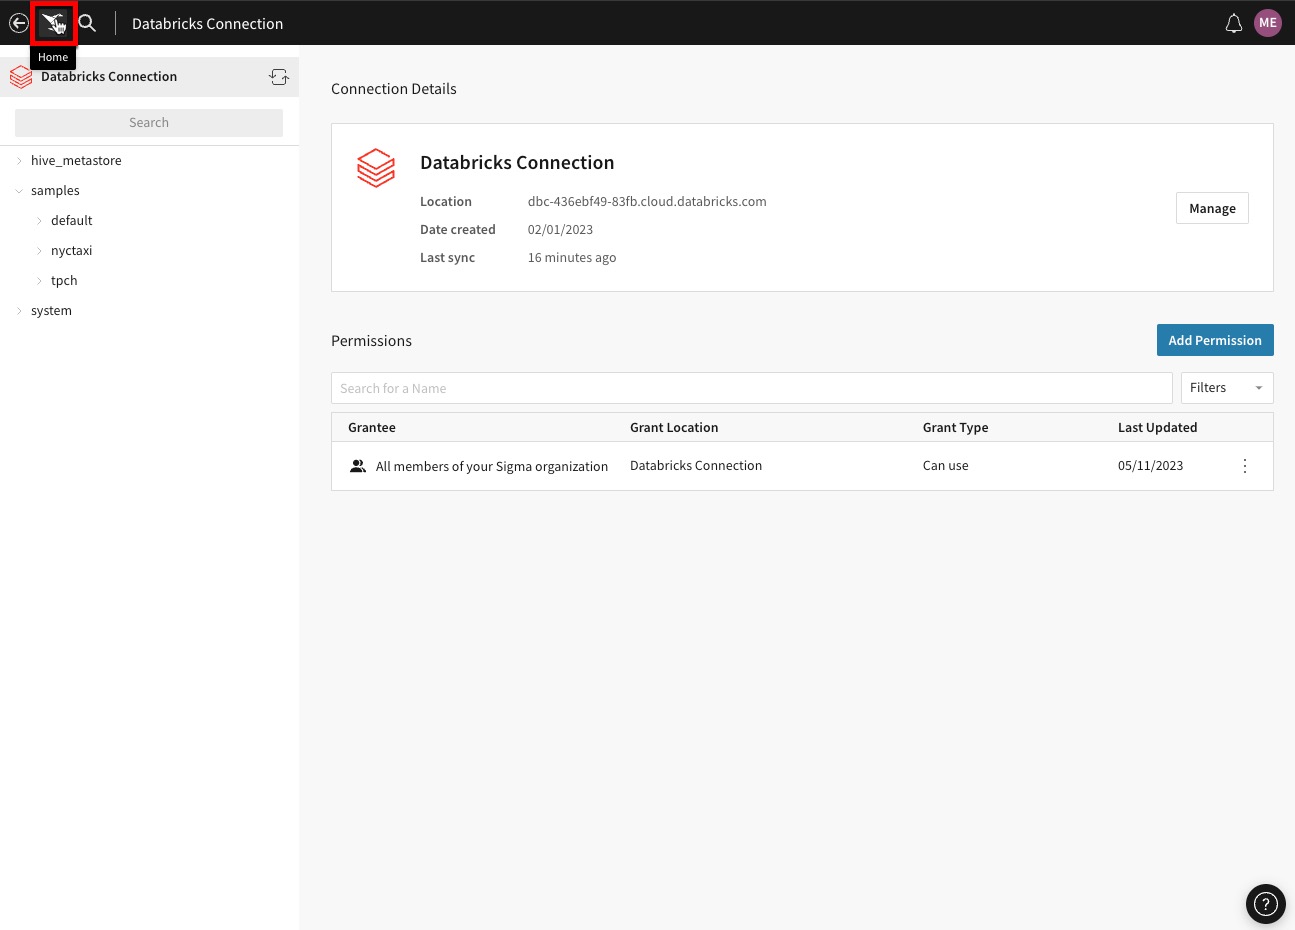 Databricks Connection
ME
Home
Databricks Connection
Search
hive_metastore
samples
default
nyctaxi
tpch
system
Connection Details
Databricks Connection
Location dbc-436ebf49-83fb.cloud.databricks.com
Date created 02/01/2023
Last sync 16 minutes ago
Manage
Permissions
Add Permission
Search for a Name
Filters
Grantee Grant Location Grant Type Last Updated
All members of your Sigma organization Databricks Connection Can use 05/11/2023
?